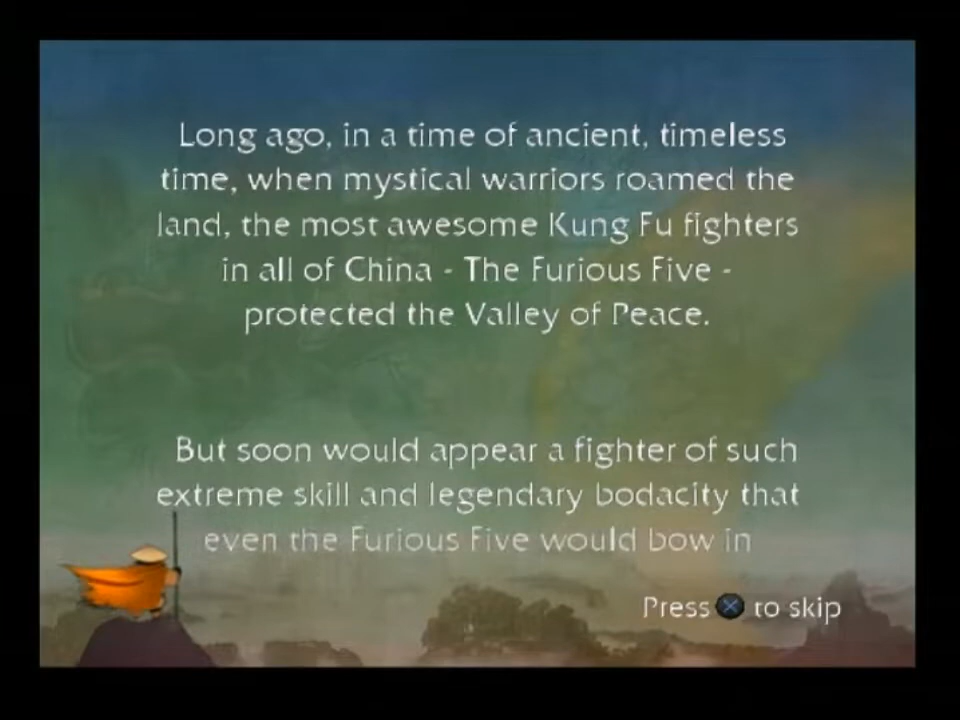 Long ago, in a time of ancient, timeless
time, when mystical warriors roamed the
land, the most awesome Kung Fu fighters
in all of China - The Furious Five -
protected the Valley of Peace.
But soon would appear a fighter of such
extreme skill and legendary bodacity that
even the Furious Five would bow in
Press to skip